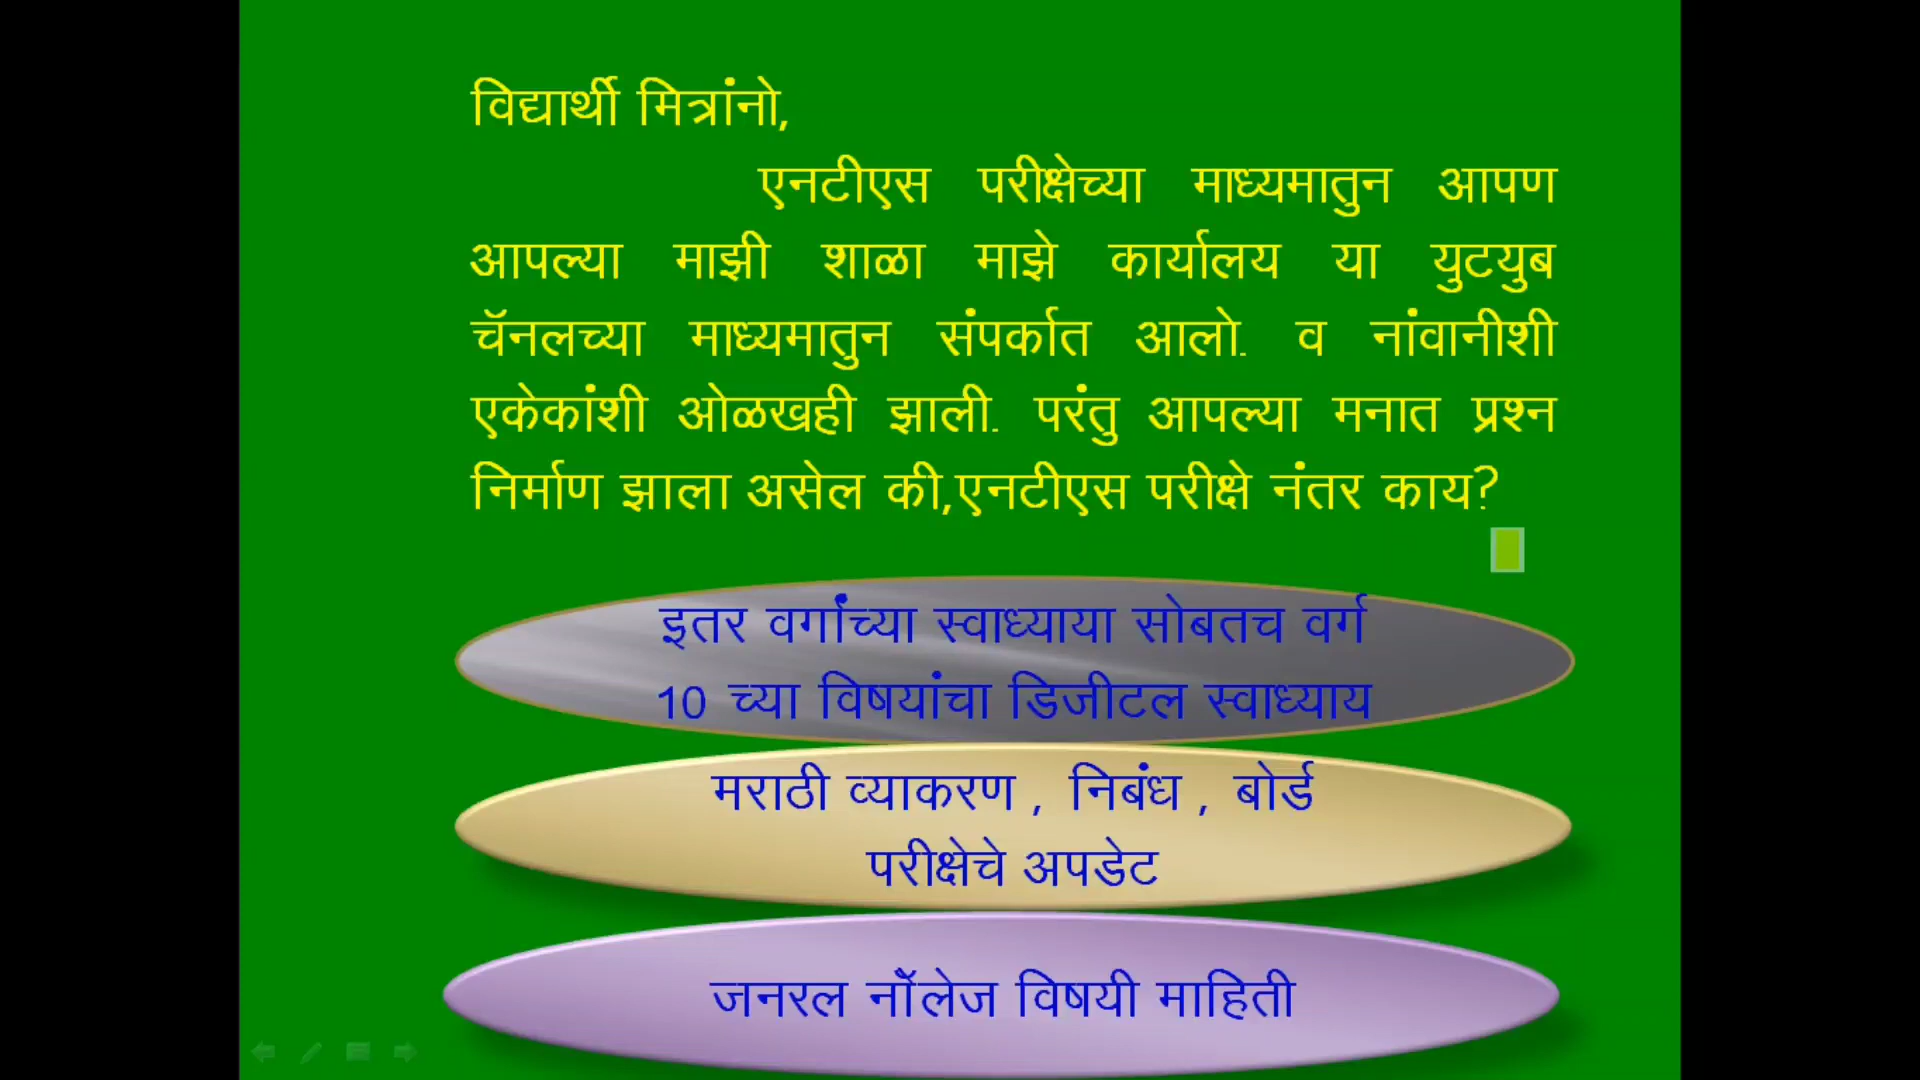 विद्यार्थी मित्रांनो,
एनटीएस परीक्षेच्या माध्यमातुन आपण
आपल्या माझी शाळा माझे कार्यालय या युटयुब
चॅनलच्या माध्यमातुन संपर्कात आलो. व नांवानीशी
एकेकांशी ओळखही झाली. परंतु आपल्या मनात प्रश्न
निर्माण झाला असेल की,एनटीएस परीक्षे नंतर काय?
इतर वर्गांच्या स्वाध्याया सोबतच वर्ग
10 च्या विषयांचा डिजीटल स्वाध्याय
मराठी व्याकरण , निबंध , बोर्ड
परीक्षेचे अपडेट
जनरल नॉलेज विषयी माहिती